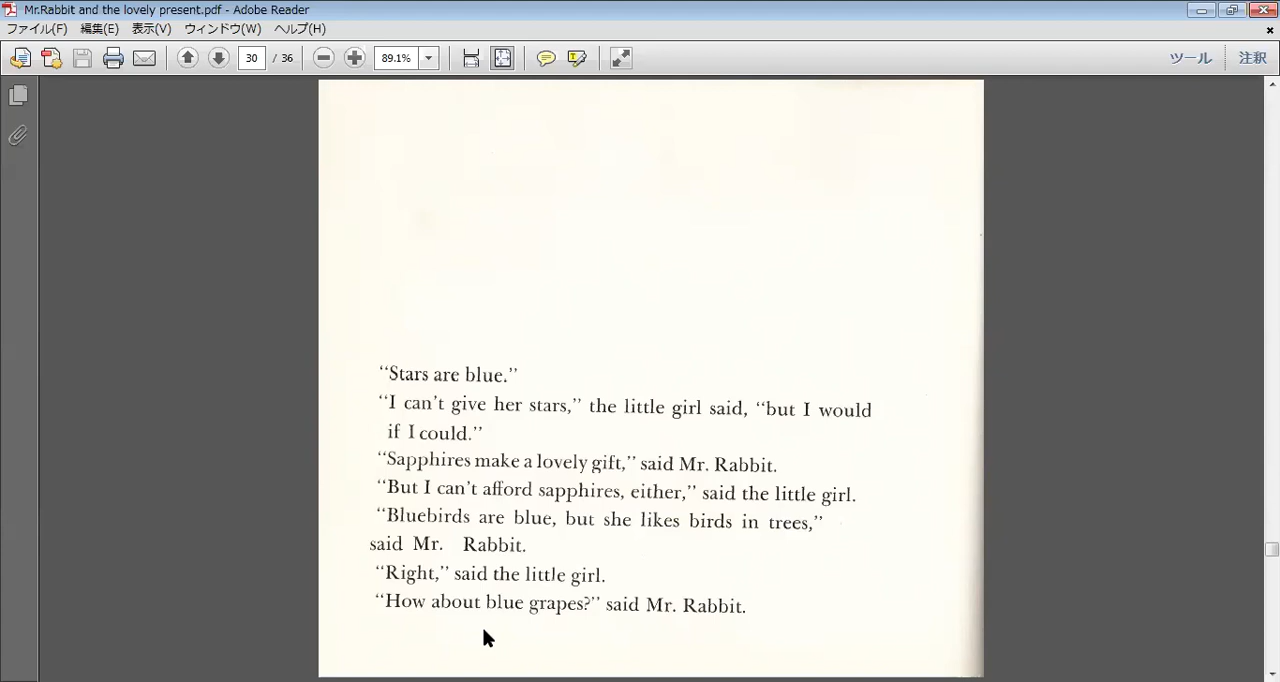 Mr.Rabbit and the lovely present.pdf - Adobe Reader
ファイル(F) 編集(E) 表示(V) ウィンドウ(W) ヘルプ(H)
30 / 36 89.1% ツール 注釈
“Stars are blue.”
“I can’t give her stars,” the little girl said, “but I would
if I could.”
“Sapphires make a lovely gift,” said Mr. Rabbit.
“But I can’t afford sapphires, either,” said the little girl.
“Bluebirds are blue, but she likes birds in trees,”
said Mr. Rabbit.
“Right,” said the little girl.
“How about blue grapes?” said Mr. Rabbit.